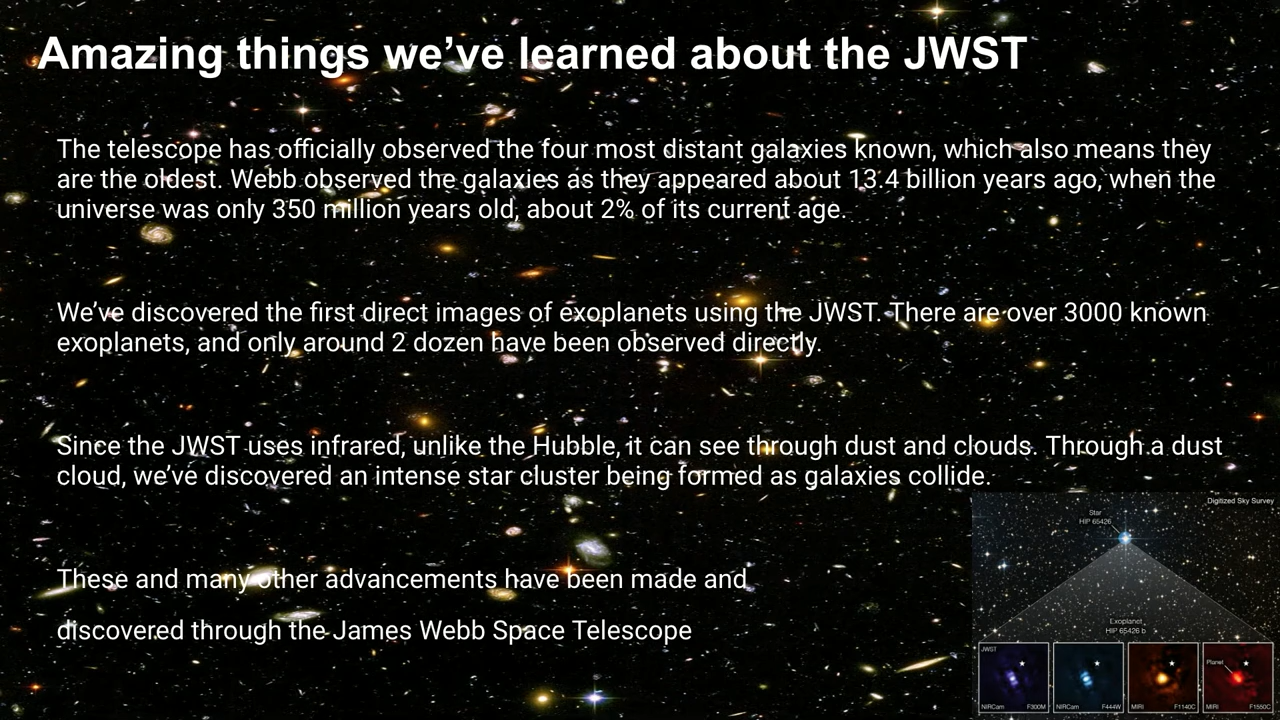 Amazing things we’ve learned about the JWST
The telescope has officially observed the four most distant galaxies known, which also means they
are the oldest. Webb observed the galaxies as they appeared about 13.4 billion years ago, when the
universe was only 350 million years old, about 2% of its current age.
We’ve discovered the first direct images of exoplanets using the JWST. There are over 3000 known
exoplanets, and only around 2 dozen have been observed directly.
Since the JWST uses infrared, unlike the Hubble, it can see through dust and clouds. Through a dust
cloud, we’ve discovered an intense star cluster being formed as galaxies collide.
These and many other advancements have been made and
discovered through the James Webb Space Telescope
Digitized Sky Survey
Star
HIP 65426
Exoplanet
HIP 65426 b
JWST
NIRCam F300M
NIRCam F444W
MIRI F1140C
Planet
MIRI F1550C